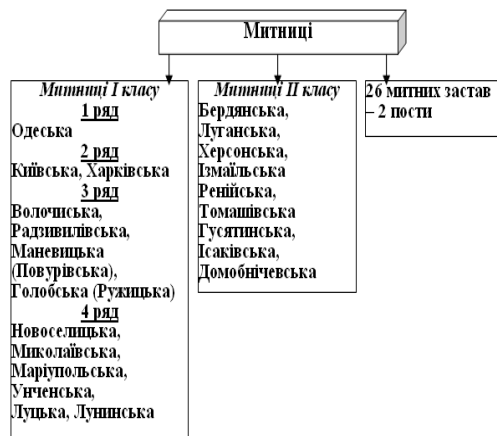 Митниці
Митниці I класу
1 ряд
Одеська
2 ряд
Київська, Харківська
3 ряд
Волочиська,
Радзивилівська,
Маневицька
(Повурівська),
Голобська (Ружицька)
4 ряд
Новоселицька,
Миколаївська,
Маріупольська,
Унченська,
Луцька, Лунинська
Митниці II класу
Бердянська,
Луганська,
Херсонська,
Ізмаїльська
Ренійська,
Томашівська
Гусятинська,
Ісаківська,
Домобнічевська
26 митних застав
– 2 пости